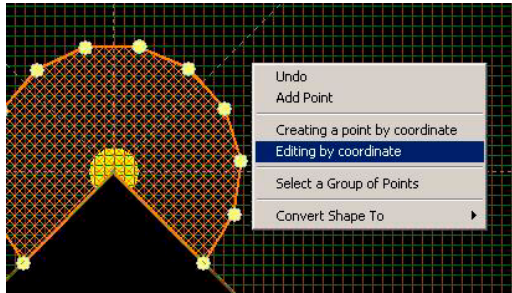 Undo
Add Point
Creating a point by coordinate
Editing by coordinate
Select a Group of Points
Convert Shape To